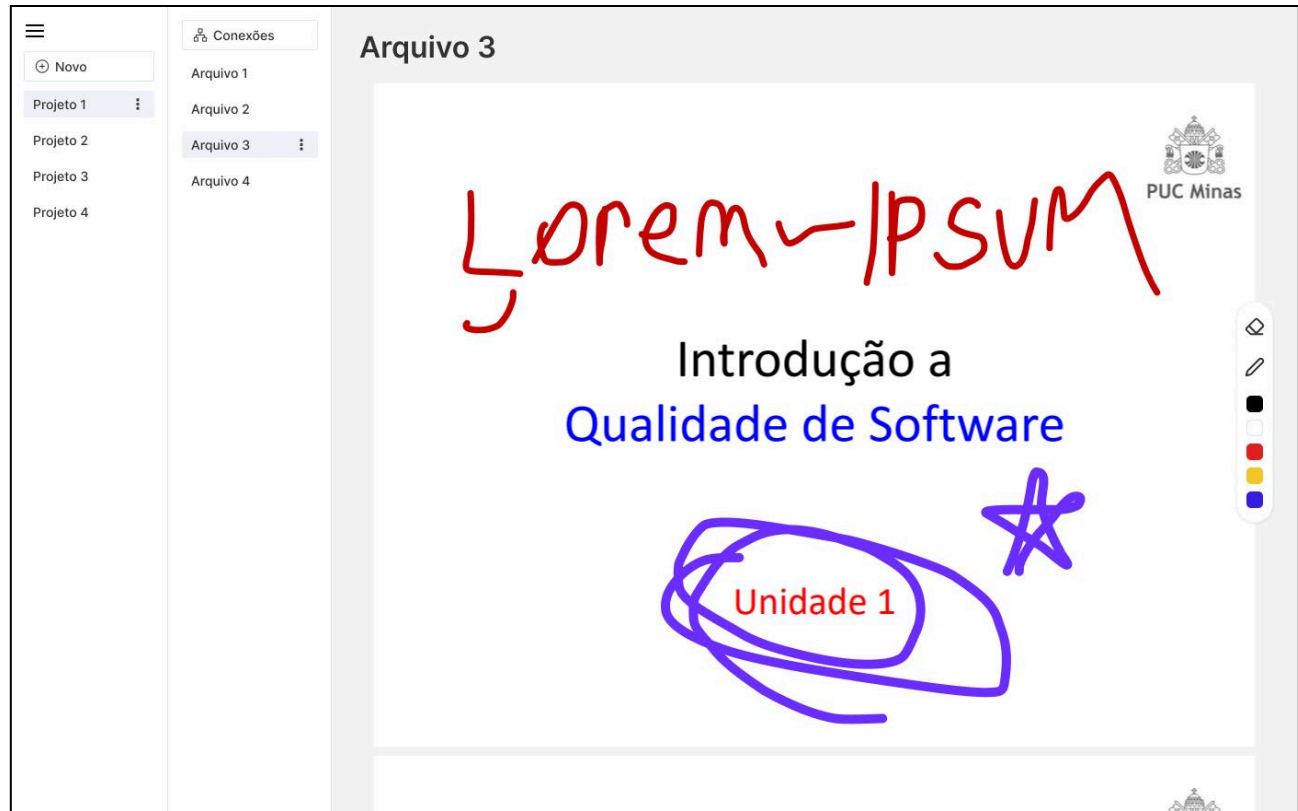 Novo
Projeto 1
Projeto 2
Projeto 3
Projeto 4
Conexões
Arquivo 1
Arquivo 2
Arquivo 3
Arquivo 4
Arquivo 3
PUC Minas
Lorem Ipsum
Introdução a
Qualidade de Software
Unidade 1